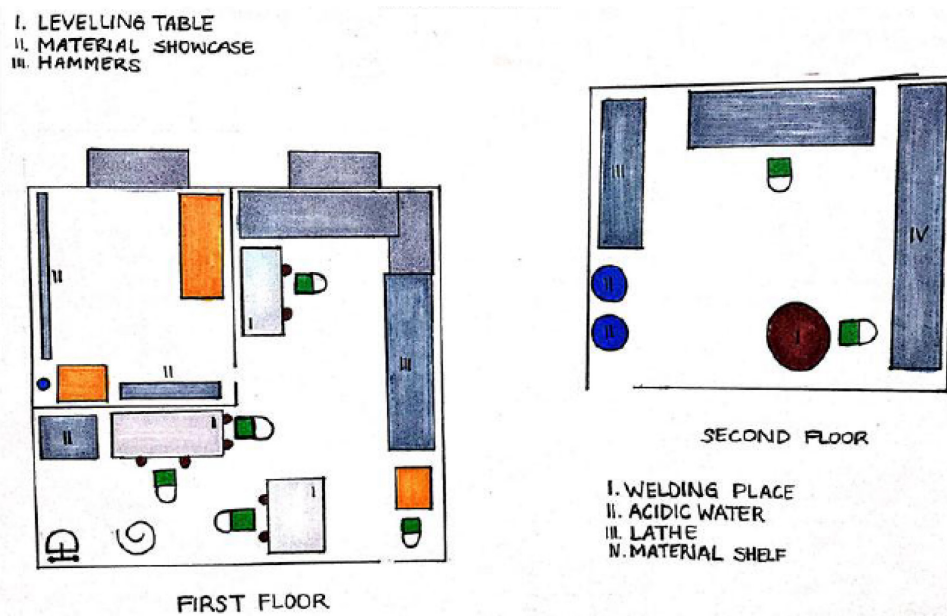 I. LEVELLING TABLE
II. MATERIAL SHOWCASE
III. HAMMERS
II
I
III
II
II
I
FIRST FLOOR
III
IV
II
II
I
SECOND FLOOR
I. WELDING PLACE
II. ACIDIC WATER
III. LATHE
IV. MATERIAL SHELF